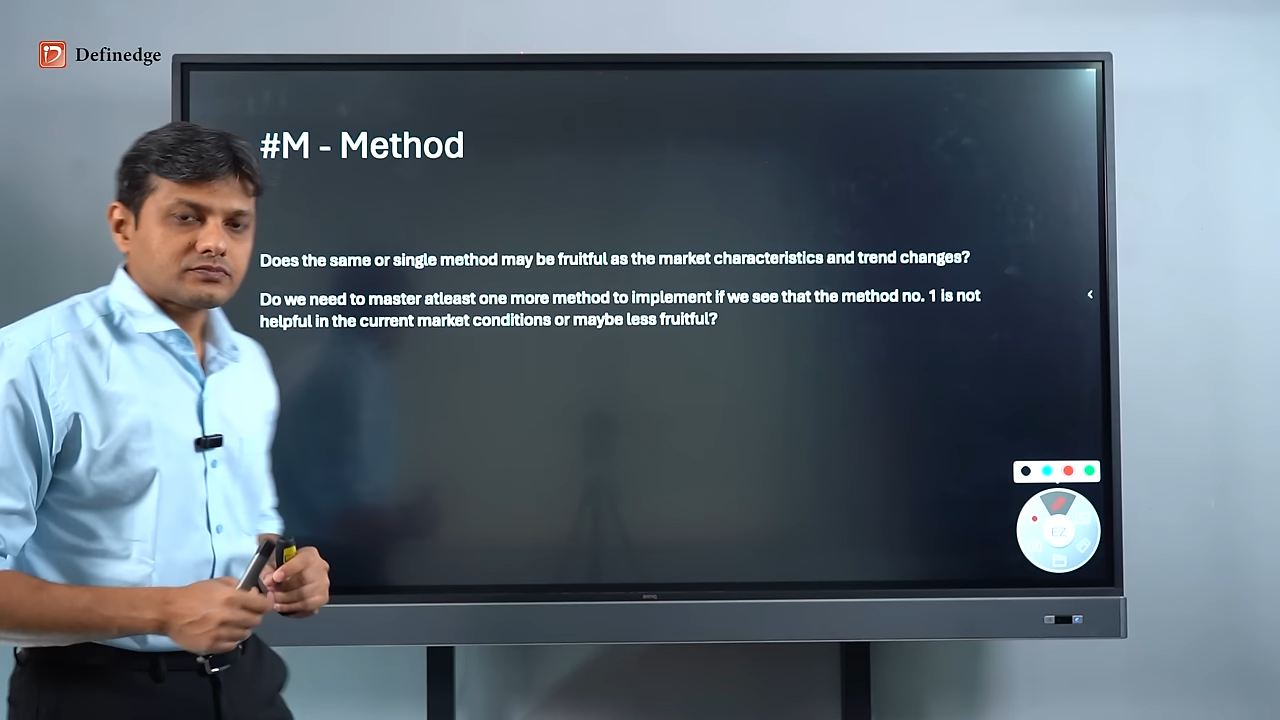 Definedge
#M - Method
Does the same or single method may be fruitful as the market characteristics and trend changes?
Do we need to master atleast one more method to implement if we see that the method no. 1 is not
helpful in the current market conditions or maybe less fruitful?
EZ
BenQ